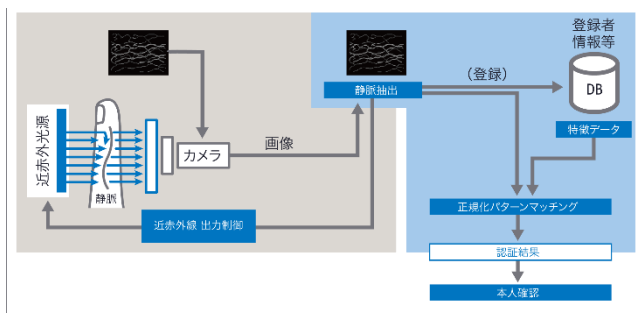 登録者
情報等
(登録)
DB
静脈抽出
近赤外光源
カメラ
画像
特徴データ
静脈
正規化パターンマッチング
近赤外線 出力制御
認証結果
本人確認